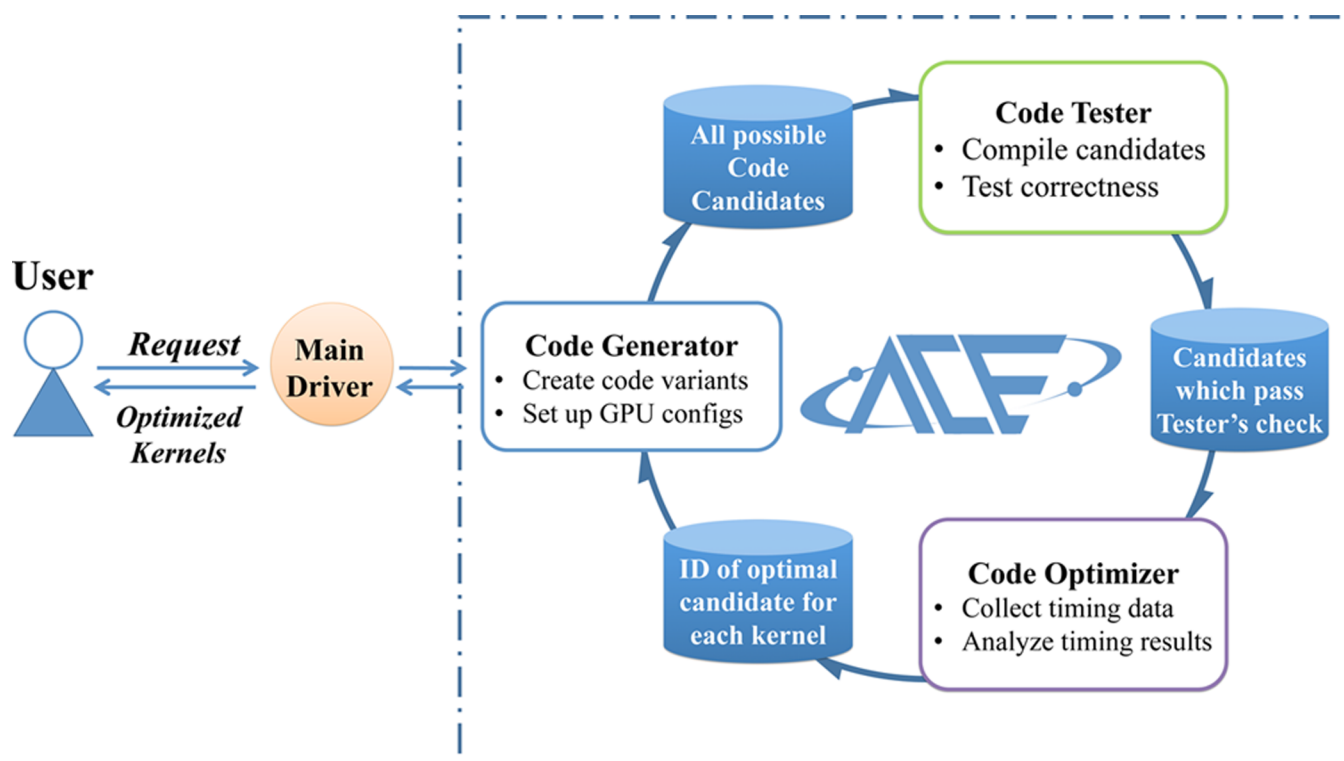 User
Request
Optimized
Kernels
Main
Driver
Code Generator
• Create code variants
• Set up GPU configs
All possible
Code
Candidates
Code Tester
• Compile candidates
• Test correctness
ACE
Candidates
which pass
Tester's check
Code Optimizer
• Collect timing data
• Analyze timing results
ID of optimal
candidate for
each kernel